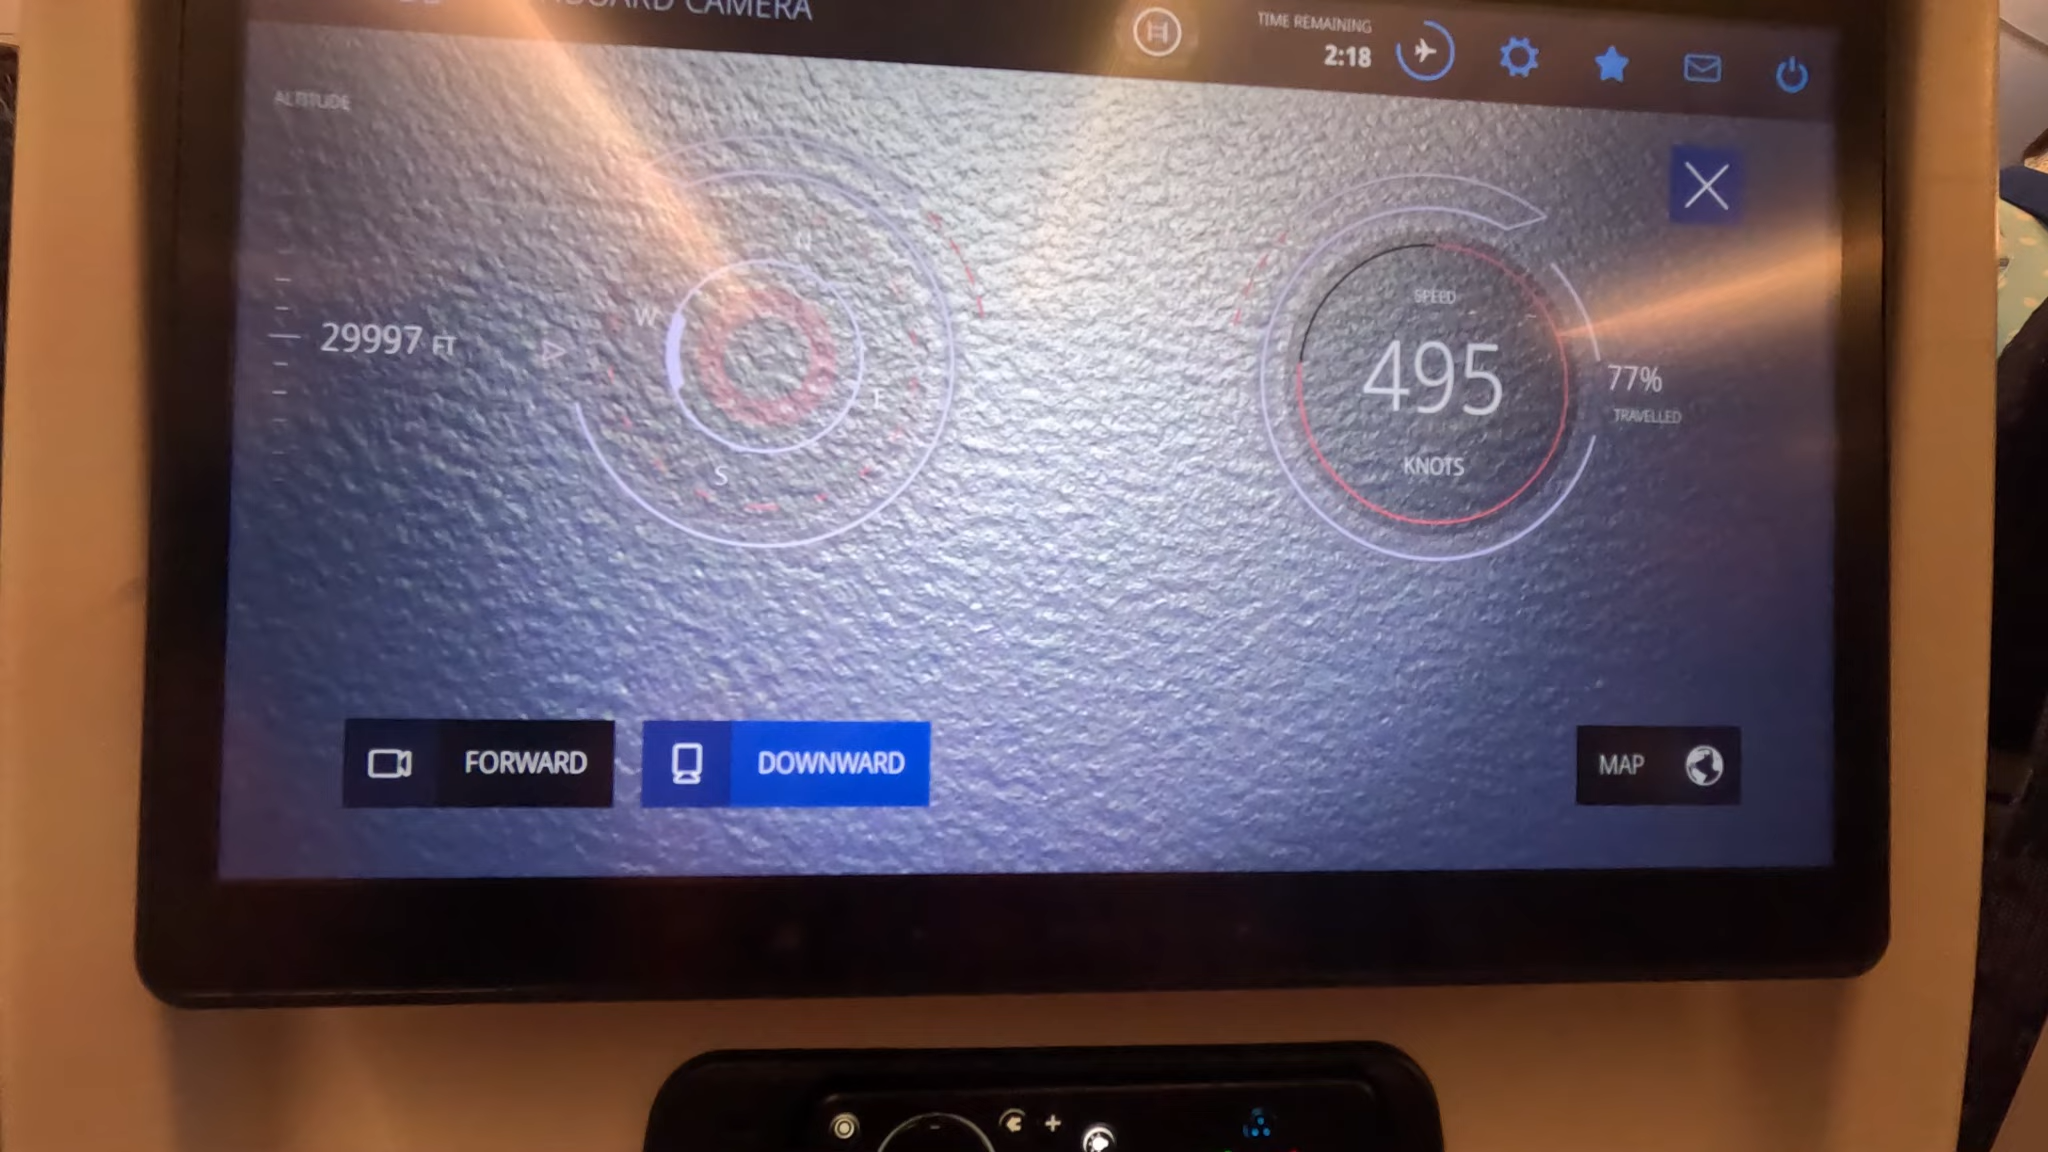 CAMERA
TIME REMAINING
2:18
ALTITUDE
29997 FT
W
S
E
SPEED
495
KNOTS
77%
TRAVELLED
FORWARD
DOWNWARD
MAP